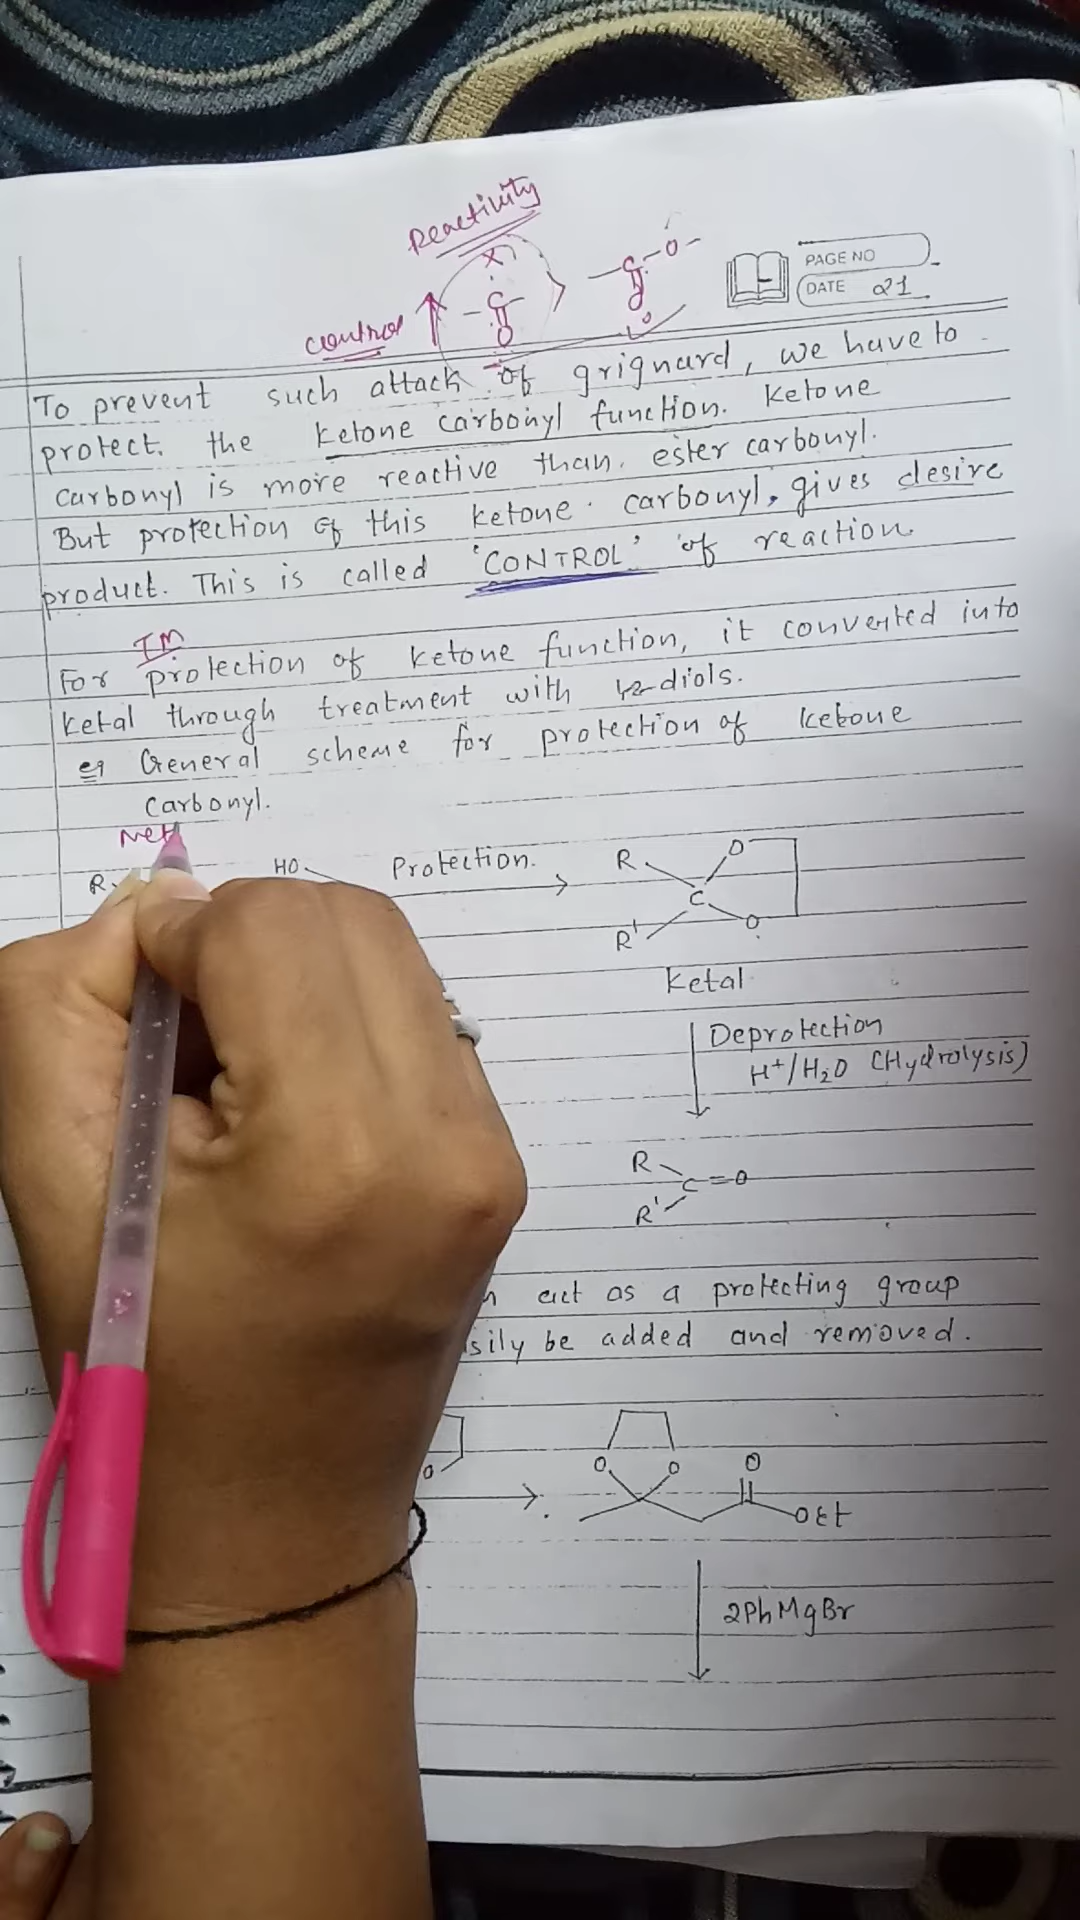 Reactivity
X
-C-
O
>
-C-O-
O
control
PAGE NO
DATE 21
To prevent such attack of grignard, we have to
protect. the ketone carbonyl function. Ketone
carbonyl is more reactive than ester carbonyl.
But protection of this ketone carbonyl, gives desire
product. This is called 'CONTROL' of reaction
IM
For protection of ketone function, it converted into
ketal through treatment with 1,2-diols.
eg General scheme for protection of ketone
carbonyl.
Met
R
HO
Protection.
R O
C
R' O
Ketal
Deprotection
H+/H2O (Hydrolysis)
R
C=O
R'
act as a protecting group
be added and removed.
O
O O O
OEt
2PhMgBr